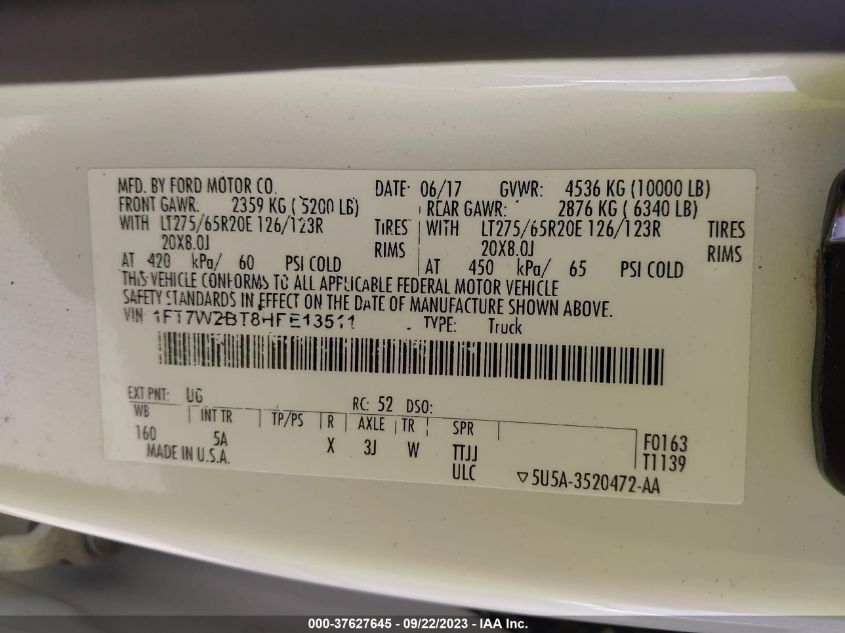 MFD. BY FORD MOTOR CO. DATE: 06/17 GVWR: 4536 KG (10000 LB)
FRONT GAWR: 2359 KG ( 5200 LB) REAR GAWR: 2876 KG ( 6340 LB)
WITH LT275/65R20E 126/123R TIRES WITH LT275/65R20E 126/123R TIRES
20X8.0J RIMS 20X8.0J RIMS
AT 420 kPa/ 60 PSI COLD AT 450 kPa/ 65 PSI COLD
THIS VEHICLE CONFORMS TO ALL APPLICABLE FEDERAL MOTOR VEHICLE
SAFETY STANDARDS IN EFFECT ON THE DATE OF MANUFACTURE SHOWN ABOVE.
VIN 1FT7W2BT8HFE13511 TYPE: Truck
EXT PNT: UG RC: 52 DSO:
WB INT TR TP/PS R AXLE TR SPR
160 5A X 3J W TTJJ F0163
MADE IN U.S.A. ULC T1139
5U5A-3520472-AA
000-37627645 / 09/22/2023 - IAA Inc.